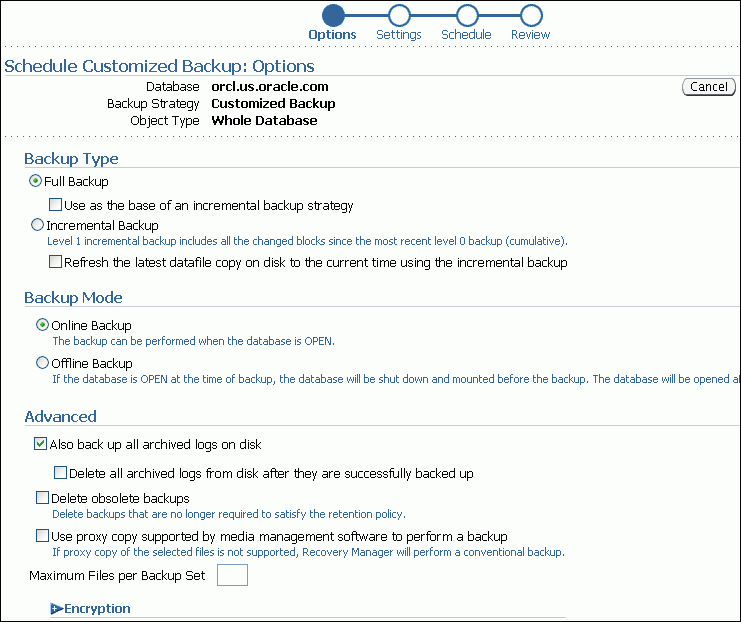 Options Settings Schedule Review
Schedule Customized Backup: Options
Database orcl.us.oracle.com
Cancel
Backup Strategy Customized Backup
Object Type Whole Database
Backup Type
Full Backup
Use as the base of an incremental backup strategy
Incremental Backup
Level 1 incremental backup includes all the changed blocks since the most recent level 0 backup (cumulative).
Refresh the latest datafile copy on disk to the current time using the incremental backup
Backup Mode
Online Backup
The backup can be performed when the database is OPEN.
Offline Backup
If the database is OPEN at the time of backup, the database will be shut down and mounted before the backup. The database will be opened
Advanced
Also back up all archived logs on disk
Delete all archived logs from disk after they are successfully backed up
Delete obsolete backups
Delete backups that are no longer required to satisfy the retention policy.
Use proxy copy supported by media management software to perform a backup
If proxy copy of the selected files is not supported, Recovery Manager will perform a conventional backup.
Maximum Files per Backup Set
Encryption